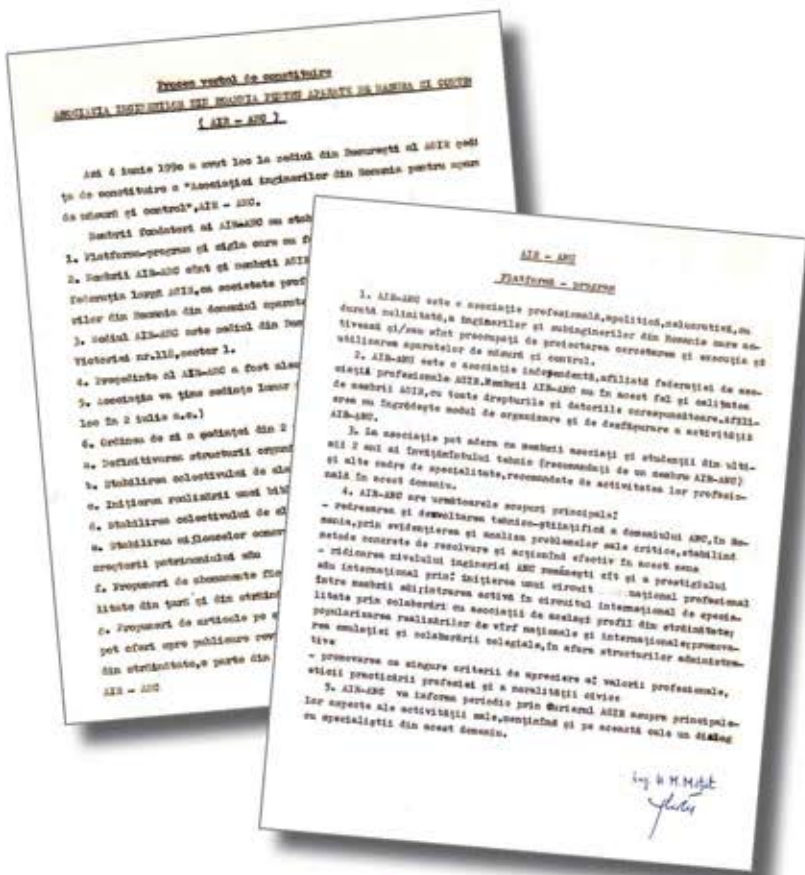 Proces verbal de constituire
ASOCIATIA INGINERILOR DIN ROMANIA PENTRU APARATE DE MASURA SI CONTROL
( AIR - AMC )
Azi 4 iunie 1990 a avut loc la sediul din Bucureşti al AGIR şedi
ţa de constituire a "Asociaţiei inginerilor din Romania pentru apara
de măsură şi control", AIR - AMC.
Membrii fondatori ai AIR-AMC au stab
1. Platforma-program şi sigla care au f
2. Membrii AIR-AMC sînt şi membrii AGIR
federaţia largă AGIR, ca societate prof
rilor din Romania din domeniul aparate
3. Sediul AIR-AMC este sediul din Buc
Victoriei nr.118, sector 1.
4. Preşedinte al AIR-AMC a fost ales
5. Asociaţia va ţine şedinţe lunar
loc în 2 iulie a.c.)
6. Ordinea de zi a şedinţei din 2
a. Definitivarea structurii organi
b. Stabilirea colectivului de
c. Iniţierea realizării unei bib
d. Stabilirea colectivului de
e. Stabilirea mijloacelor
creşterii patrimoniului său
f. Propuneri de abonamente
litate din ţară şi din străin
g. Propuneri de articole pe
pot oferi spre publicare rev
din străinătate, o parte din
AIR - AMC
AIR - AMC
Platforma - program
1. AIR-AMC este o asociaţie profesională, apolitică, nelucrativă, cu
durată nelimitată, a inginerilor şi subinginerilor din Romania care ac-
tivează şi/sau sînt preocupaţi de proiectarea cercetarea şi execuţia şi
utilizarea aparatelor de măsură şi control.
2. AIR-AMC este o asociaţie independentă, afiliată federaţiei de aso-
ciaţii profesionale AGIR. Membrii AIR-AMC au în acest fel şi calitatea
de membrii AGIR, cu toate drepturile şi datoriile corespunzătoare. Afili-
erea nu îngrădeşte modul de organizare şi de desfăşurare a activităţii
AIR-AMC.
3. La asociaţie pot adera ca membrii asociaţi şi studenţii din ulti-
mii 2 ani ai învăţămîntului tehnic (recomandaţi de un membru AIR-AMC)
şi alte cadre de specialitate, recomandate de activitatea lor profesio-
nală în acest domeniu.
4. AIR-AMC are următoarele scopuri principale:
- redresarea şi dezvoltarea tehnico-ştiinţifică a domeniului AMC, în Ro-
mania, prin evidenţierea şi analiza problemelor sale critice, stabilind
metode concrete de rezolvare şi acţionînd efectiv în acest sens
- ridicarea nivelului ingineriei AMC româneşti cît şi a prestigiului
său internaţional prin: iniţierea unui circuit naţional profesional
între membrii săi; intrarea activă în circuitul internaţional de specia-
litate prin colaborări cu asociaţii de acelaşi profil din străinătate;
popularizarea realizărilor de vîrf naţionale şi internaţionale; promova-
rea emulaţiei şi colaborării colegiale, în afara structurilor administra-
tive
- promovarea ca singure criterii de apreciere al valorii profesionale,
eticii practicării profesiei şi a moralităţii civice
5. AIR-AMC va informa periodic prin Curierul AGIR asupra principale-
lor aspecte ale activităţii sale, menţinînd şi pe această cale un dialog
cu specialiştii din acest domeniu.